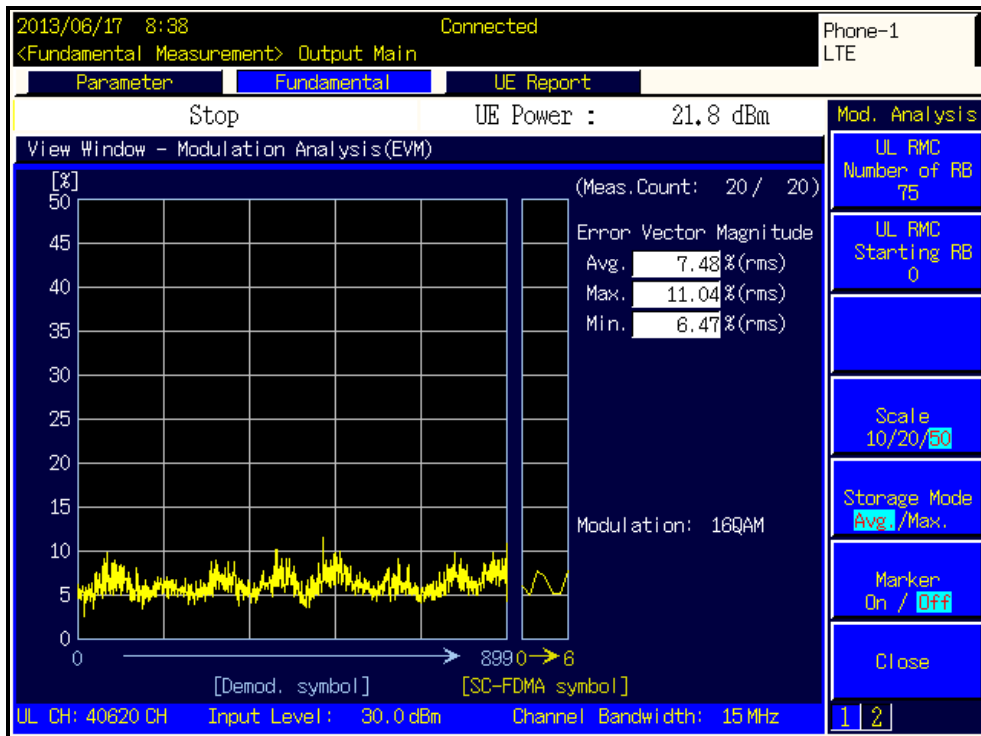 2013/06/17 8:38 Connected
<Fundamental Measurement> Output Main
Phone-1
LTE
Parameter Fundamental UE Report
Stop UE Power : 21.8 dBm
View Window - Modulation Analysis(EVM)
[%]
50
45
40
35
30
25
20
15
10
5
0
0 899
[Demod. symbol]
0 6
[SC-FDMA symbol]
(Meas.Count: 20 / 20)
Error Vector Magnitude
Avg. 7.48 %(rms)
Max. 11.04 %(rms)
Min. 6.47 %(rms)
Modulation: 16QAM
UL CH: 40620 CH Input Level: 30.0 dBm Channel Bandwidth: 15 MHz
Mod. Analysis
UL RMC
Number of RB
75
UL RMC
Starting RB
0
Scale
10/20/50
Storage Mode
Avg./Max.
Marker
On / Off
Close
1 2